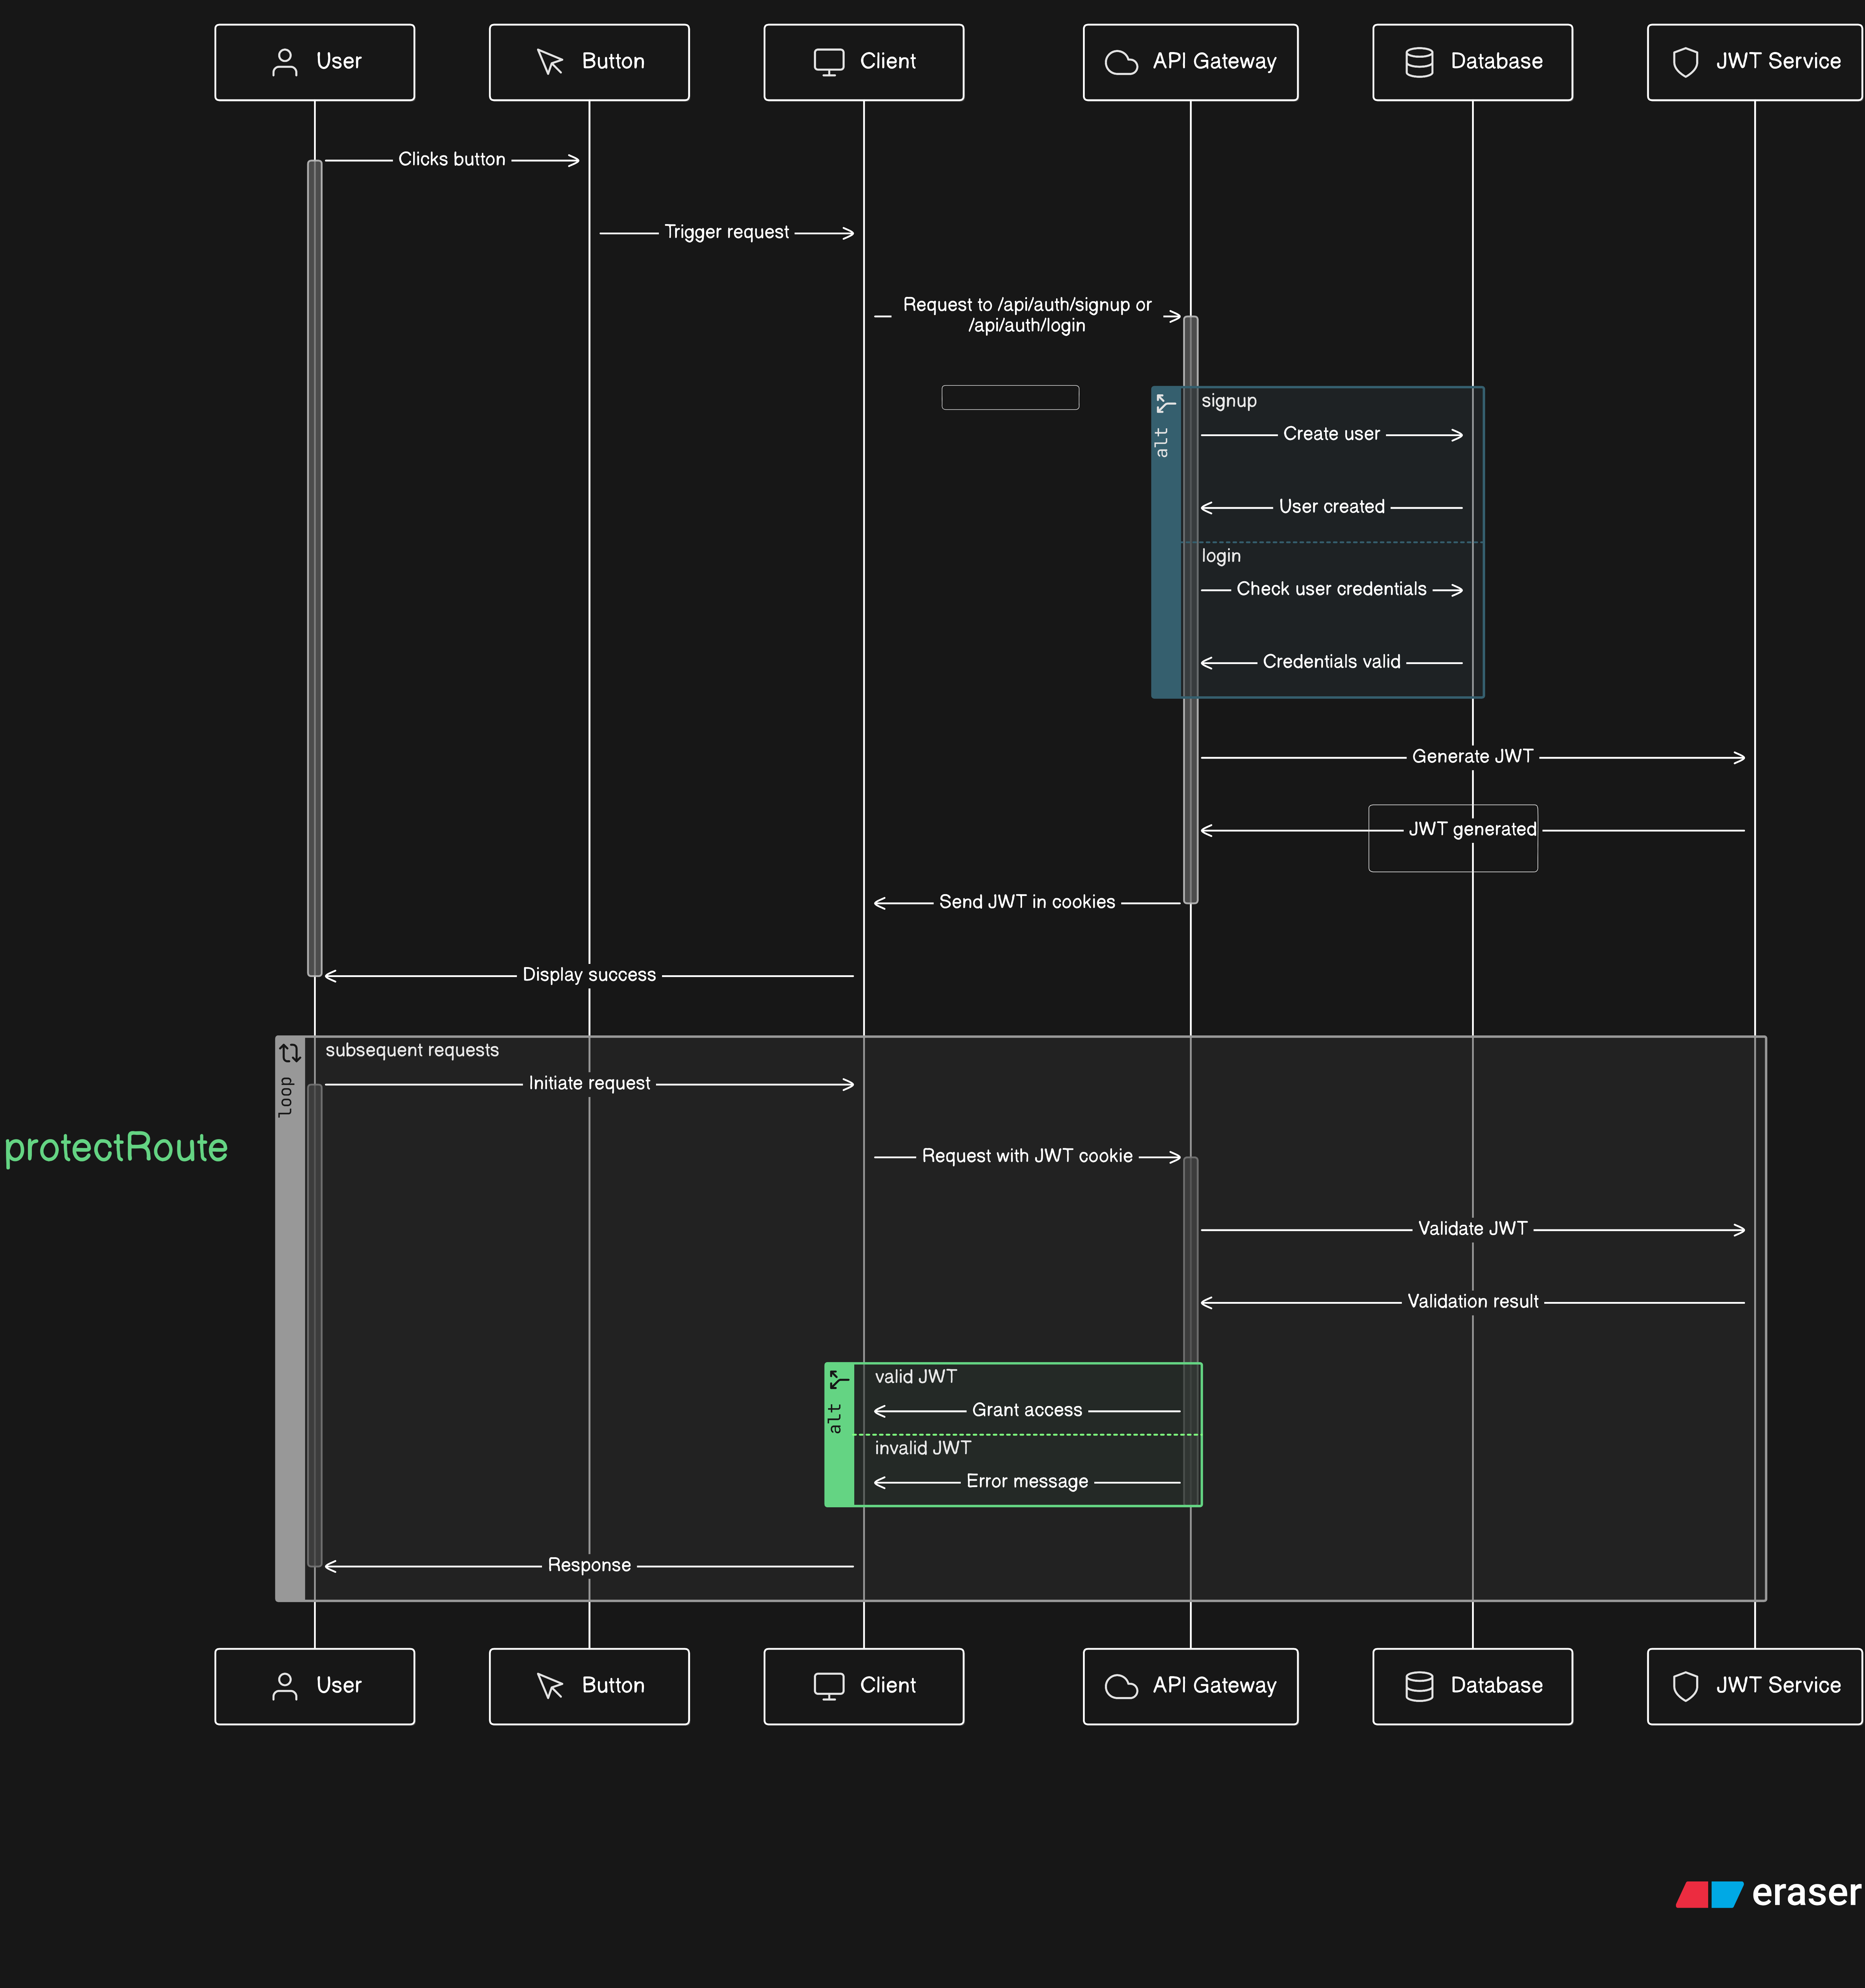 User
Button
Client
API Gateway
Database
JWT Service
Clicks button
Trigger request
Request to /api/auth/signup or
/api/auth/login
alt
signup
Create user
User created
login
Check user credentials
Credentials valid
Generate JWT
JWT generated
Send JWT in cookies
Display success
loop
subsequent requests
Initiate request
protectRoute
Request with JWT cookie
Validate JWT
Validation result
alt
valid JWT
Grant access
invalid JWT
Error message
Response
User
Button
Client
API Gateway
Database
JWT Service
eraser